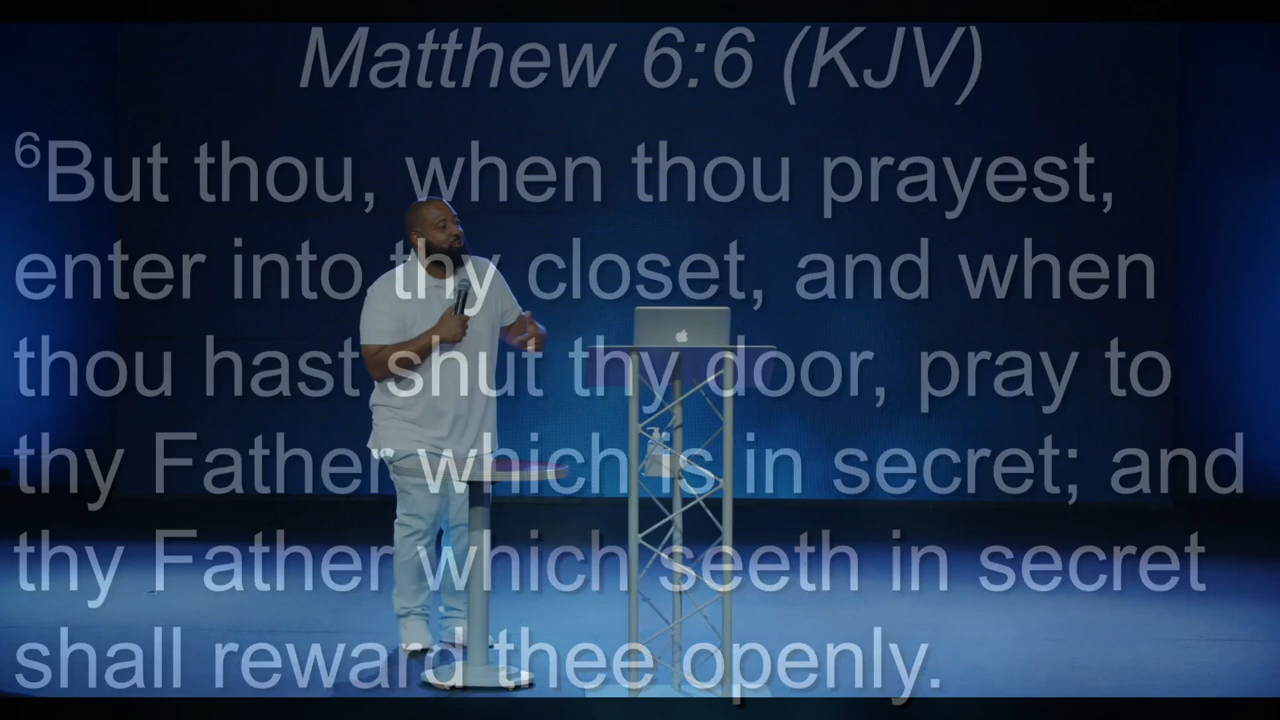 Matthew 6:6 (KJV)
6But thou, when thou prayest,
enter into thy closet, and when
thou hast shut thy door, pray to
thy Father which is in secret; and
thy Father which seeth in secret
shall reward thee openly.